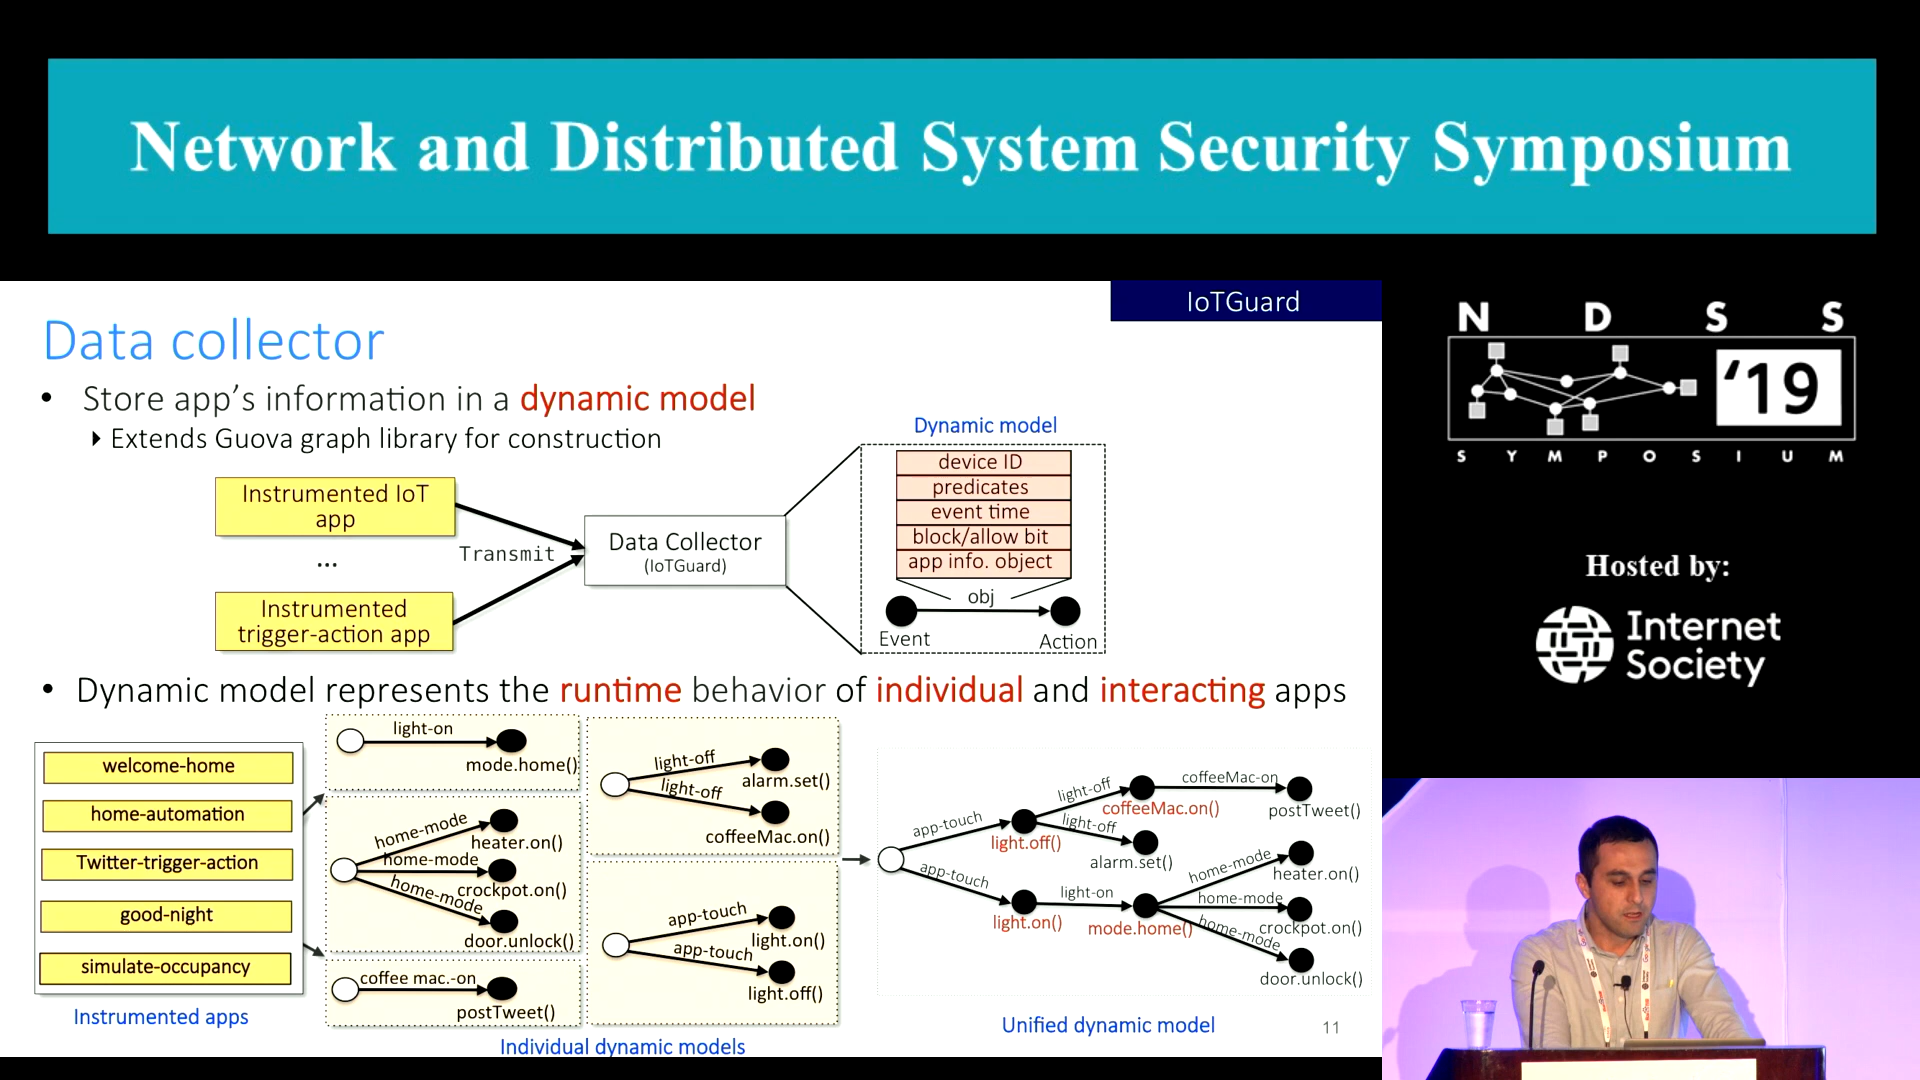 Network and Distributed System Security Symposium
IoTGuard
Data collector
• Store app's information in a dynamic model
Extends Guova graph library for construction
Instrumented IoT
app
...
Instrumented
trigger-action app
Transmit
Data Collector
(IoTGuard)
Dynamic model
device ID
predicates
event time
block/allow bit
app info. object
obj
Event
Action
• Dynamic model represents the runtime behavior of individual and interacting apps
welcome-home
home-automation
Twitter-trigger-action
good-night
simulate-occupancy
Instrumented apps
light-on
mode.home()
home-mode
heater.on()
home-mode
crockpot.on()
home-mode
door.unlock()
coffee mac.-on
postTweet()
light-off
alarm.set()
light-off
coffeeMac.on()
app-touch
light.on()
app-touch
light.off()
Individual dynamic models
app-touch
light.off()
light-off
coffeeMac.on()
coffeeMac-on
postTweet()
light-off
alarm.set()
app-touch
light.on()
light-on
mode.home()
home-mode
heater.on()
home-mode
crockpot.on()
home-mode
door.unlock()
Unified dynamic model
11
N D S S
'19
S Y M P O S I U M
Hosted by:
Internet
Society